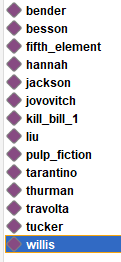 bender
besson
fifth_element
hannah
jackson
jovovitch
kill_bill_1
liu
pulp_fiction
tarantino
thurman
travolta
tucker
willis